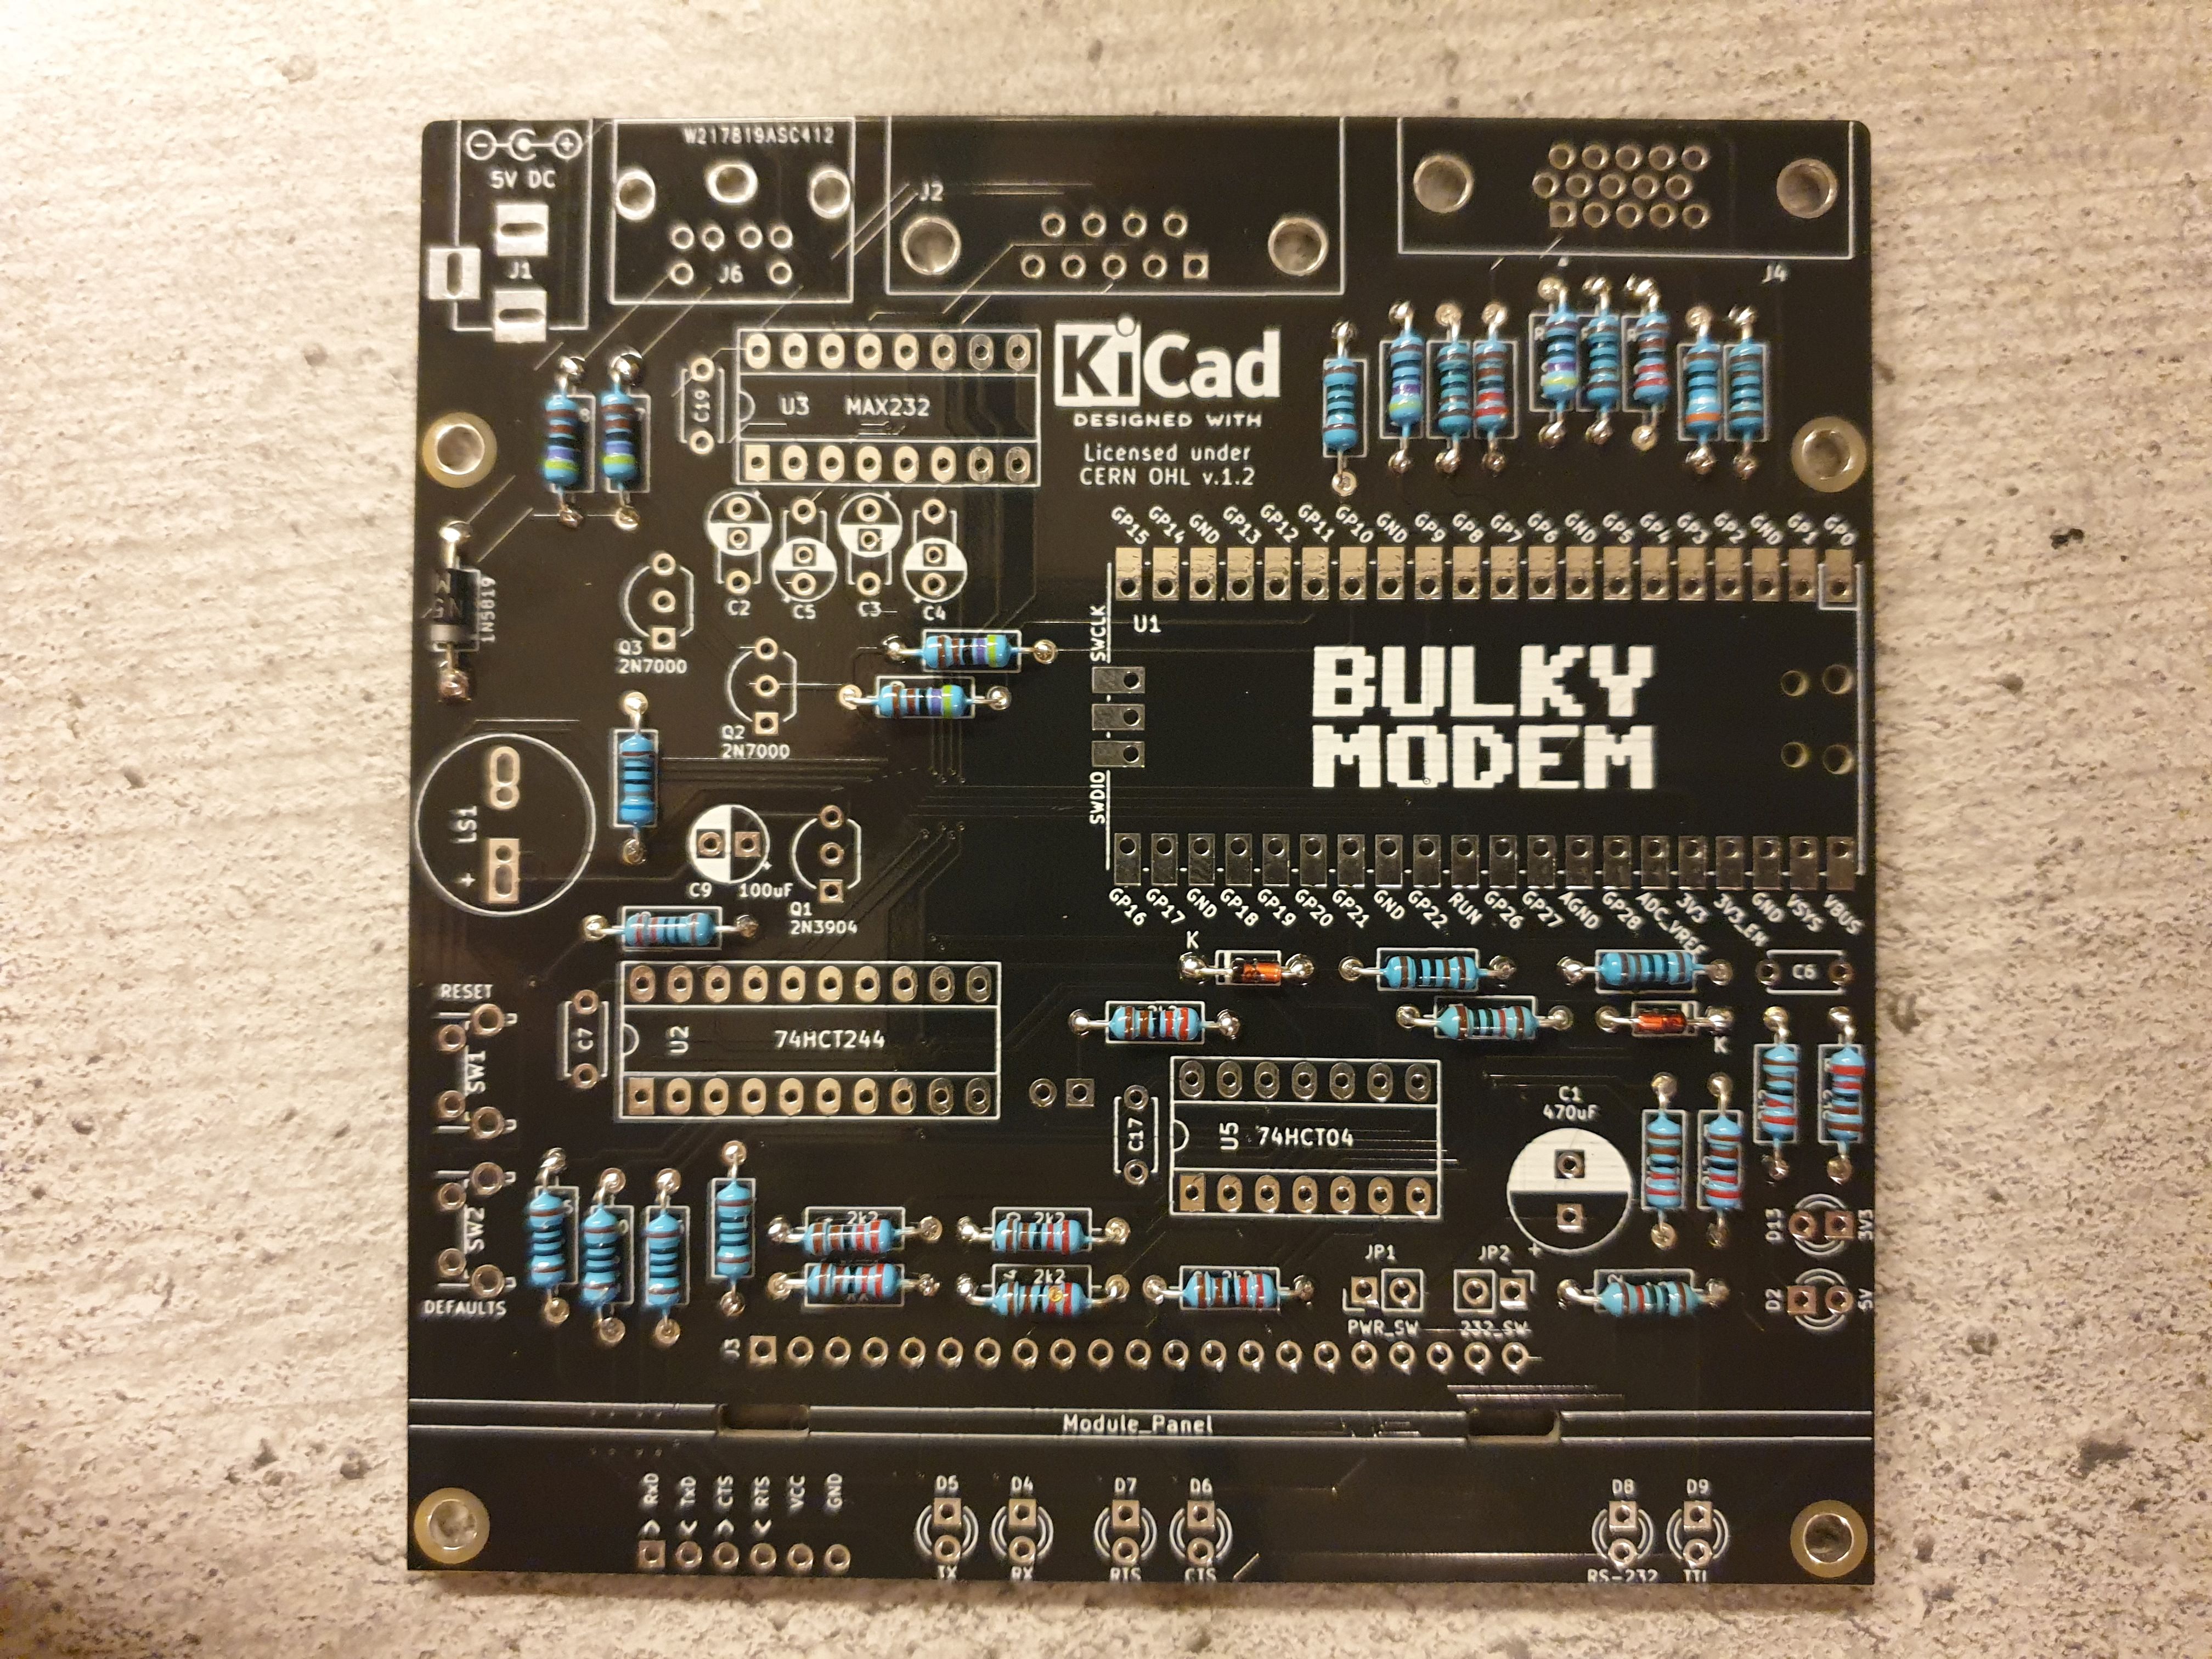 5V DC
J1
W217819ASC412
J6
J2
J4
C19
U3 MAX232
KiCad
DESIGNED WITH
Licensed under
CERN OHL v.1.2
C2
C5
C3
C4
1N5819
Q3
2N7000
Q2
2N7000
GP15
GP14
GND
GP13
GP12
GP11
GP10
GND
GP9
GP8
GP7
GP6
GND
GP5
GP4
GP3
GP2
GND
GP1
GP0
U1
SWCLK
SWDIO
BULKY
MODEM
GP16
GP17
GND
GP18
GP19
GP20
GP21
GND
GP22
RUN
GP26
GP27
AGND
GP28
ADC_VREF
3V3
3V3_EN
GND
VSYS
VBUS
LS1
+
C9 100uF
Q1
2N3904
K
C6
K
RESET
SW1
C7
U2 74HCT244
C17
U5 74HCT04
C1
470uF
+
SW2
DEFAULTS
2k2
2k2
2k2
JP1
PWR_SW
JP2
232_SW
D13
3V3
D2
5V
J3
Module_Panel
> RxD
< TxD
> CTS
< RTS
VCC
GND
D5
TX
D4
RX
D7
RTS
D6
CTS
D8
RS-232
D9
TTL